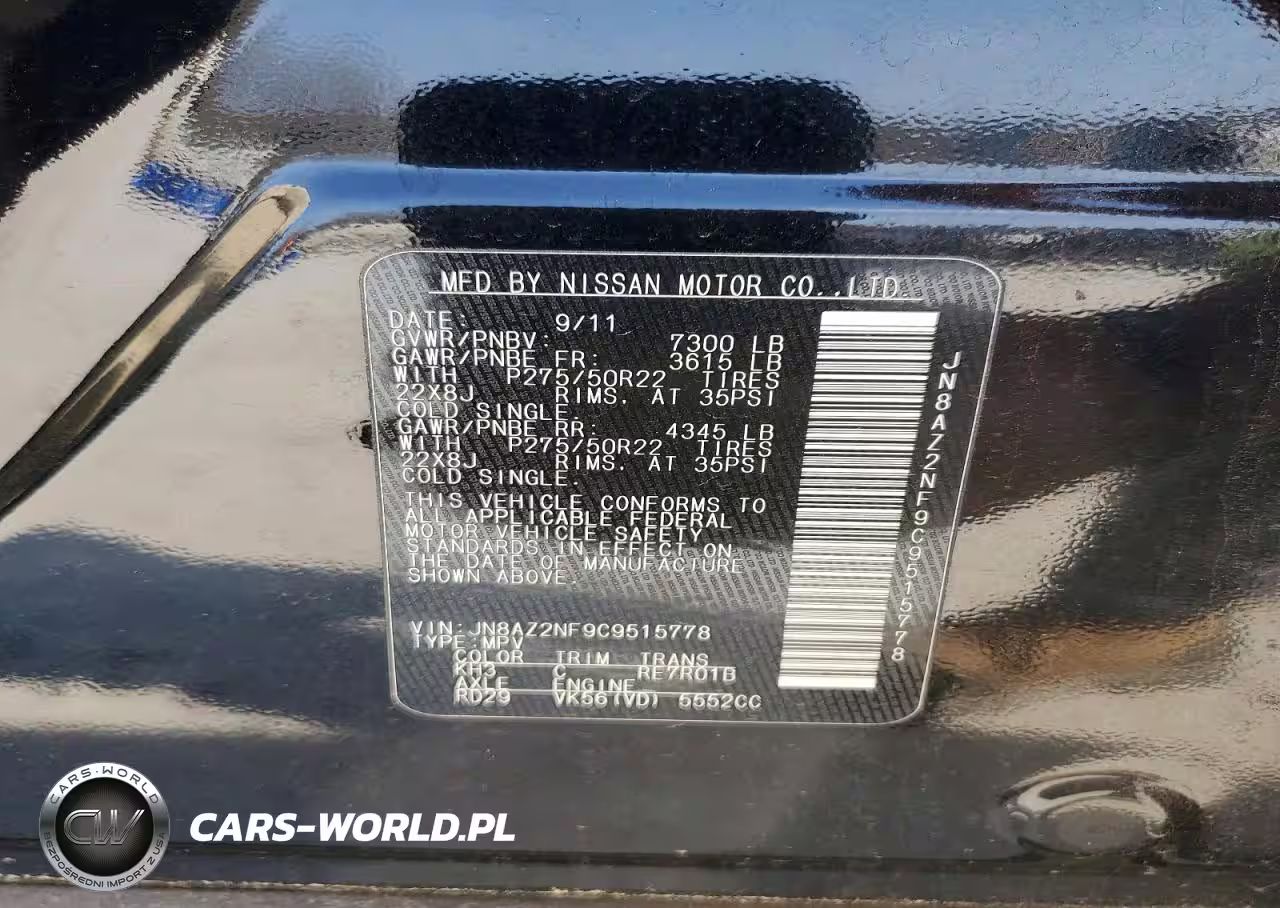 MFD BY NISSAN MOTOR CO.,LTD.
DATE: 9/11
GVWR/PNBV: 7300 LB
GAWR/PNBE FR: 3615 LB
WITH P275/50R22 TIRES
22X8J RIMS. AT 35PSI
COLD SINGLE.
GAWR/PNBE RR: 4345 LB
WITH P275/50R22 TIRES
22X8J RIMS. AT 35PSI
COLD SINGLE.
THIS VEHICLE CONFORMS TO
ALL APPLICABLE FEDERAL
MOTOR VEHICLE SAFETY
STANDARDS IN EFFECT ON
THE DATE OF MANUFACTURE
SHOWN ABOVE.
VIN:JN8AZ2NF9C9515778
TYPE:MPV
COLOR TRIM TRANS
KH3 C RE7R01B
AXLE ENGINE
RD29 VK56(VD) 5552CC
JN8AZ2NF9C9515778
CARS-WORLD
CW
BEZPOŚREDNI IMPORT Z USA
CARS-WORLD.PL